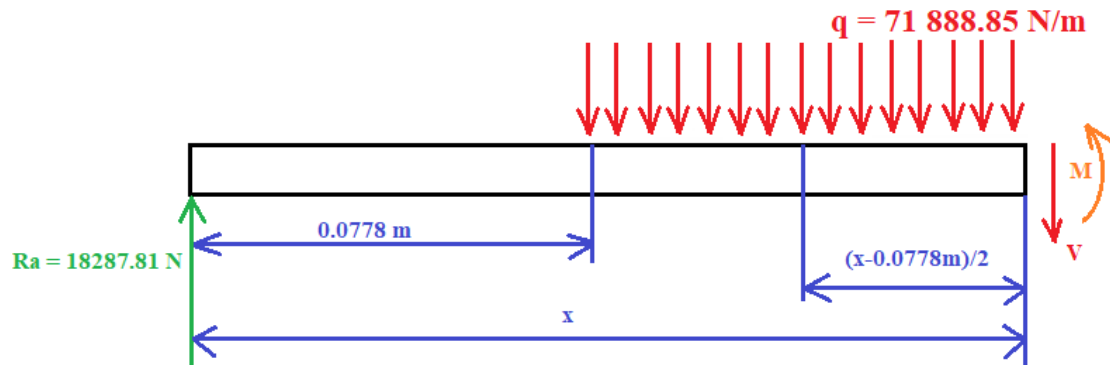 q = 71 888.85 N/m
M
0.0778 m
Ra = 18287.81 N
(x-0.0778m)/2
V
x